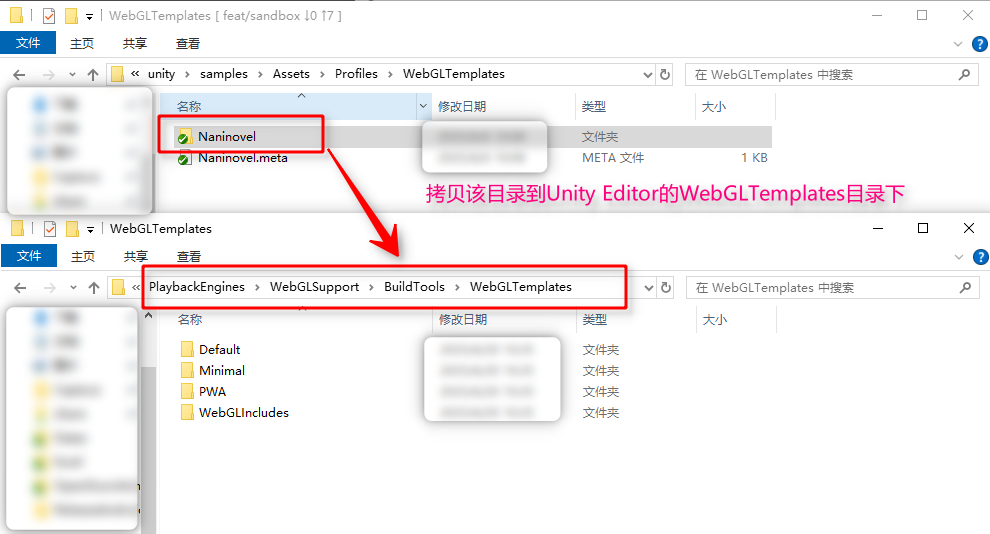 WebGLTemplates [ feat/sandbox ↓0 ↑7 ]
文件 主页 共享 查看
« unity › samples › Assets › Profiles › WebGLTemplates
在 WebGLTemplates 中搜索
名称 修改日期 类型 大小
Naninovel 文件夹
Naninovel.meta META 文件 1 KB
拷贝该目录到Unity Editor的WebGLTemplates目录下
WebGLTemplates
文件 主页 共享 查看
« PlaybackEngines › WebGLSupport › BuildTools › WebGLTemplates
在 WebGLTemplates 中搜索
名称 修改日期 类型 大小
Default 文件夹
Minimal 文件夹
PWA 文件夹
WebGLIncludes 文件夹